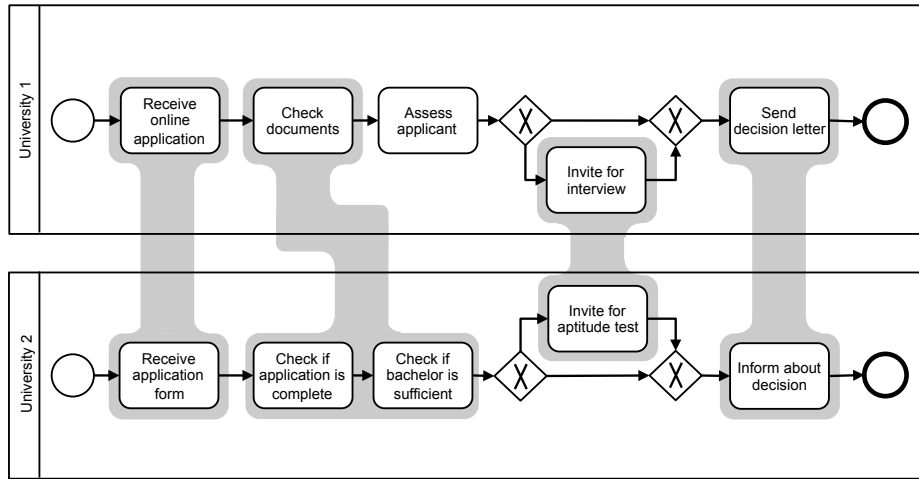 University 1
Receive
online
application
Check
documents
Assess
applicant
X
X
Invite for
interview
Send
decision letter
University 2
Receive
application
form
Check if
application is
complete
Check if
bachelor is
sufficient
X
Invite for
aptitude test
X
Inform about
decision